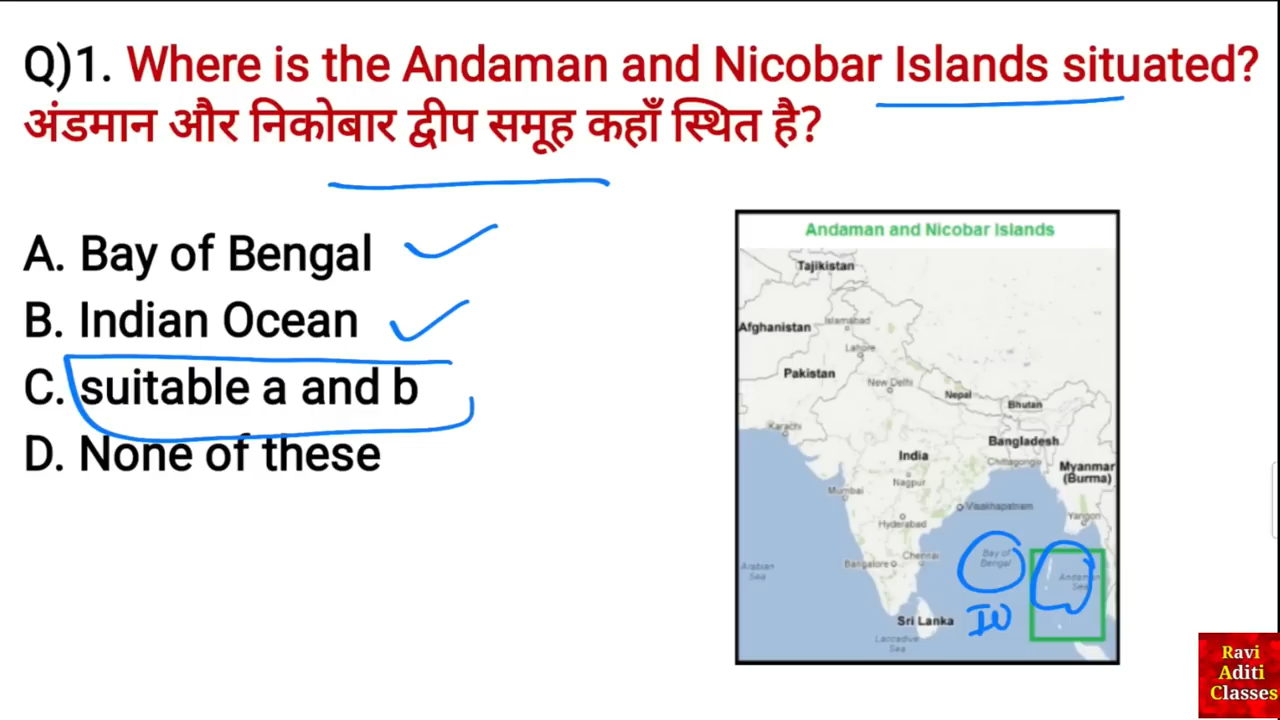 Q)1. Where is the Andaman and Nicobar Islands situated?
अंडमान और निकोबार द्वीप समूह कहाँ स्थित है?
A. Bay of Bengal
B. Indian Ocean
C. suitable a and b
D. None of these
Andaman and Nicobar Islands
Tajikistan
Afghanistan
Islamabad
Lahore
Pakistan
New Delhi
Nepal
Bhutan
Karachi
Bangladesh
India
Chittagong
Myanmar
(Burma)
Nagpur
Mumbai
Visakhapatnam
Yangon
Hyderabad
Bay of
Bengal
Chennai
Bangalore
Arabian
Sea
Andaman
Sea
Sri Lanka
Laccadive
Sea
Ravi
Aditi
Classes